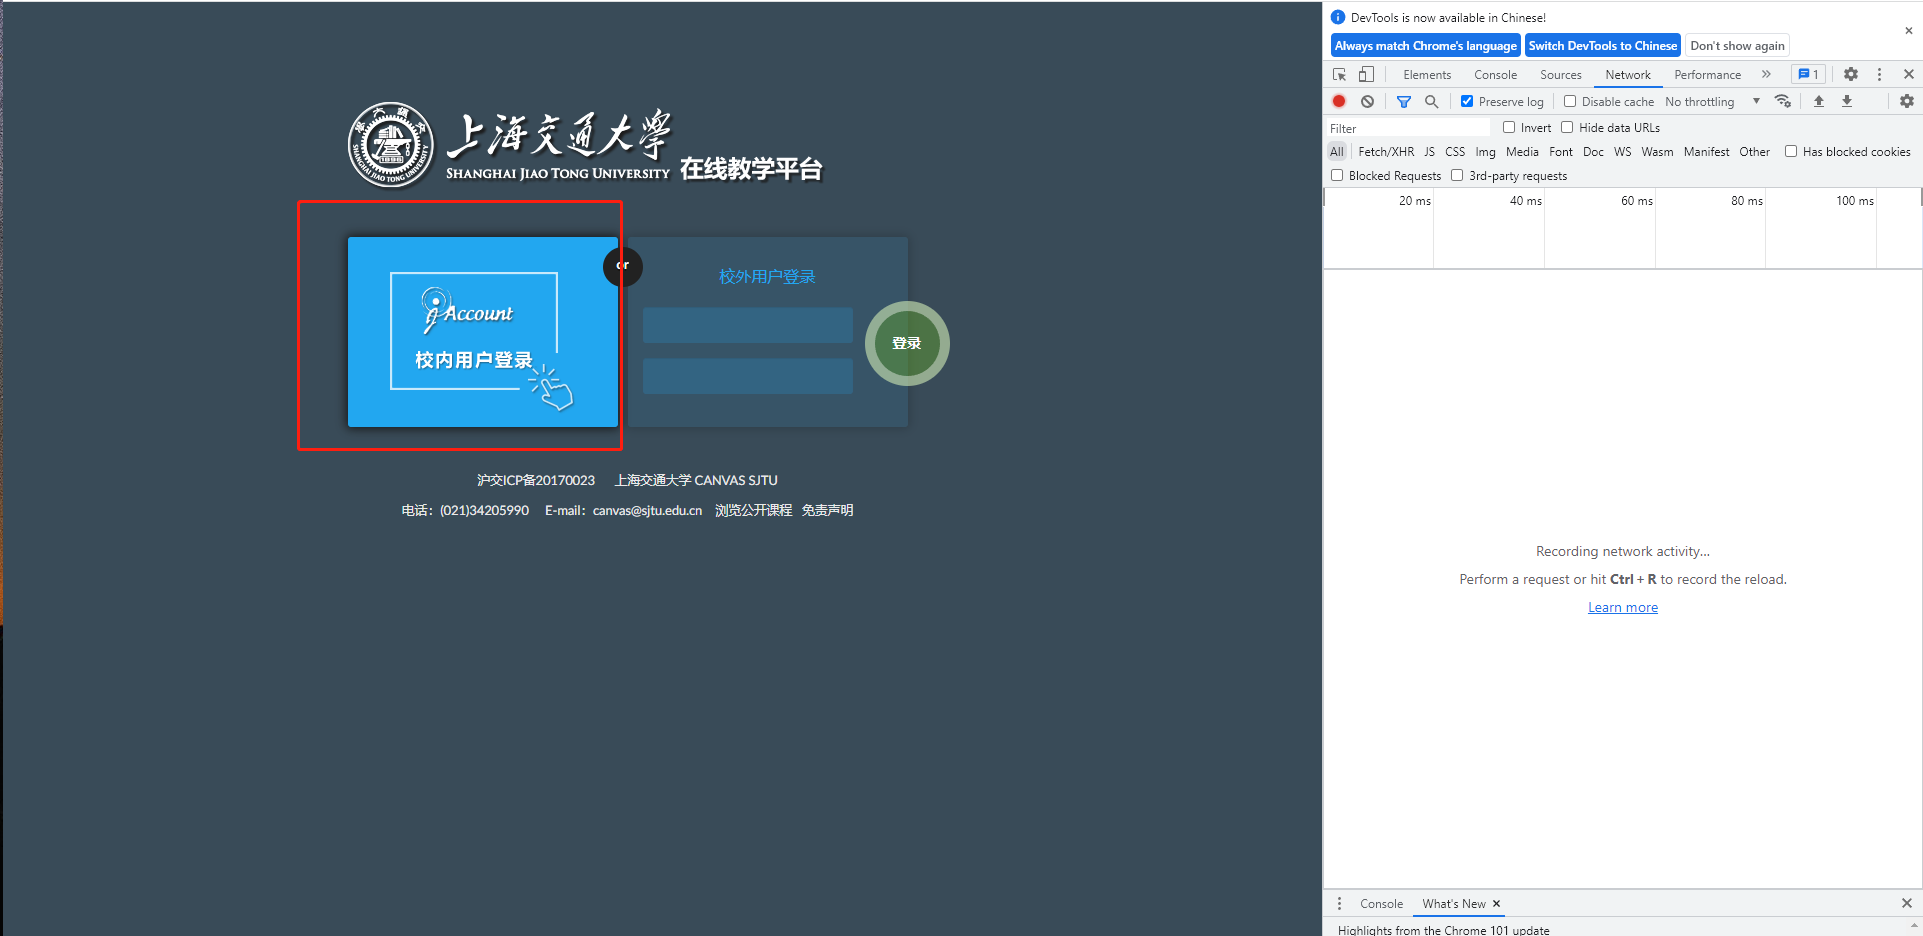 上海交通大学
SHANGHAI JIAO TONG UNIVERSITY
在线教学平台
Account
校内用户登录
or
校外用户登录
登录
沪交ICP备20170023 上海交通大学 CANVAS SJTU
电话：(021)34205990 E-mail：canvas@sjtu.edu.cn 浏览公开课程 免责声明
DevTools is now available in Chinese!
Always match Chrome's language Switch DevTools to Chinese Don't show again
Elements Console Sources Network Performance 1
Preserve log Disable cache No throttling
Filter Invert Hide data URLs
All Fetch/XHR JS CSS Img Media Font Doc WS Wasm Manifest Other Has blocked cookies
Blocked Requests 3rd-party requests
20 ms 40 ms 60 ms 80 ms 100 ms
Recording network activity...
Perform a request or hit Ctrl + R to record the reload.
Learn more
Console What's New
Highlights from the Chrome 101 update